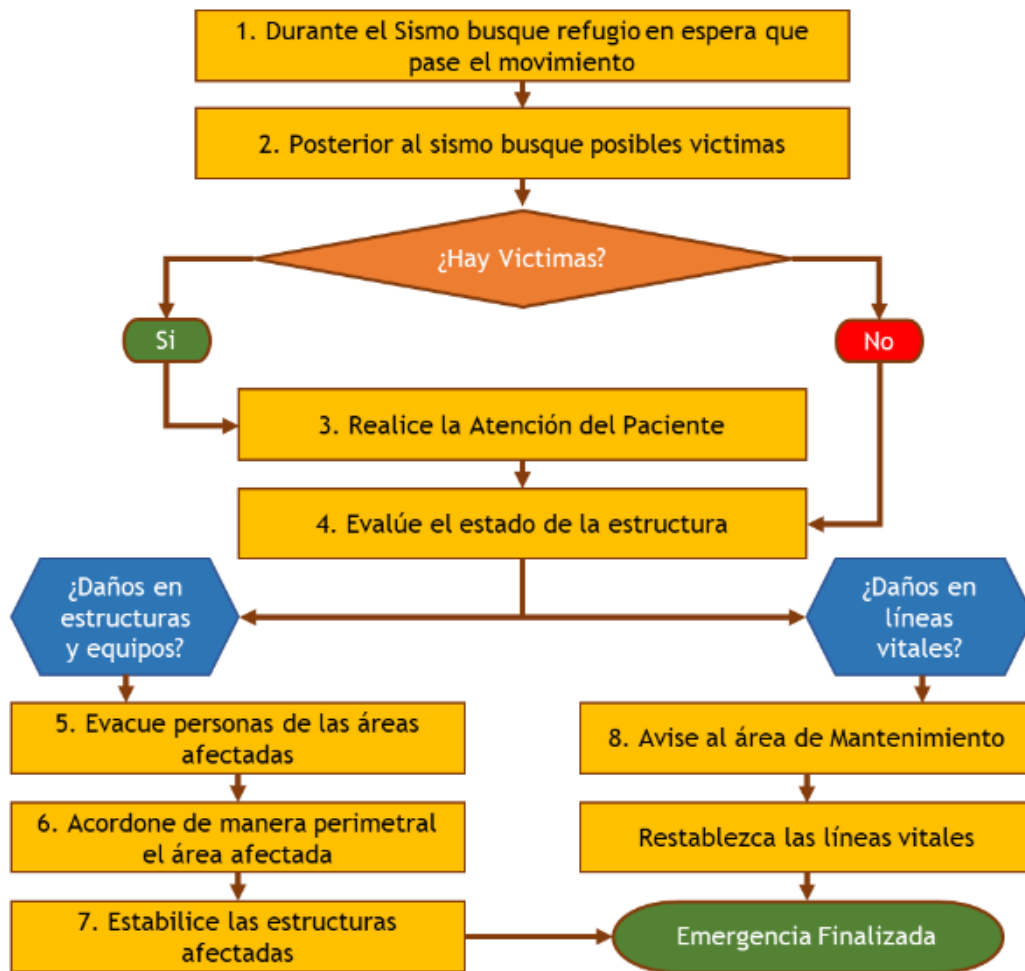 1. Durante el Sismo busque refugio en espera que
pase el movimiento
2. Posterior al sismo busque posibles victimas
¿Hay Victimas?
Si
No
3. Realice la Atención del Paciente
4. Evalúe el estado de la estructura
¿Daños en
estructuras
y equipos?
¿Daños en
líneas
vitales?
5. Evacue personas de las áreas
afectadas
8. Avise al área de Mantenimiento
6. Acordone de manera perimetral
el área afectada
Restablezca las líneas vitales
7. Estabilice las estructuras
afectadas
Emergencia Finalizada